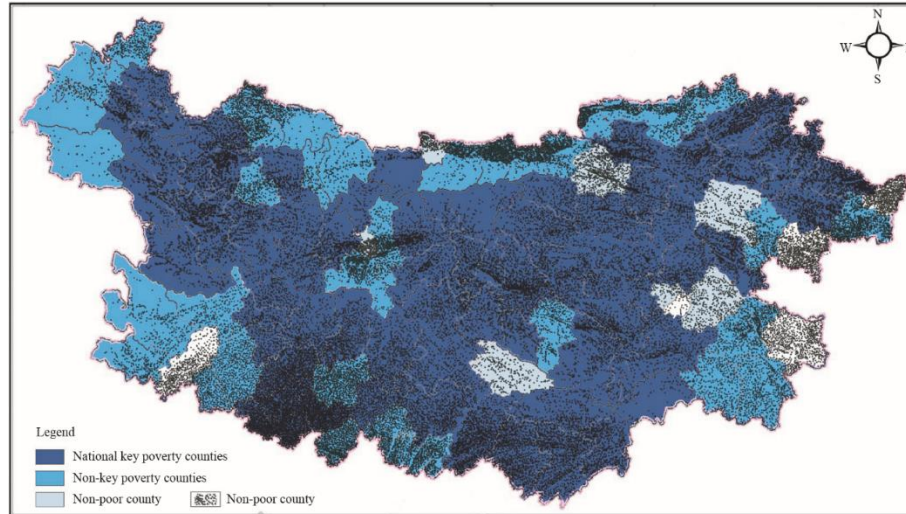 N
W
S
Legend
National key poverty counties
Non-key poverty counties
Non-poor county Non-poor county